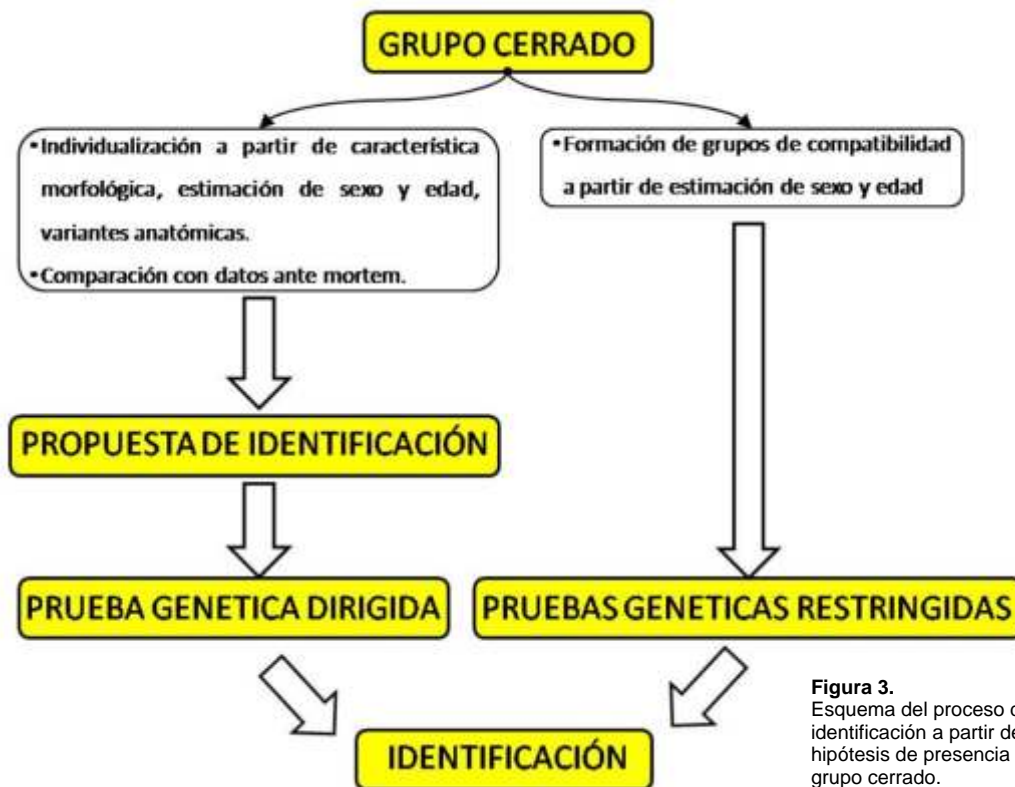 GRUPO CERRADO
•Individualización a partir de característica
morfológica, estimación de sexo y edad,
variantes anatómicas.
•Comparación con datos ante mortem.
•Formación de grupos de compatibilidad
a partir de estimación de sexo y edad
PROPUESTA DE IDENTIFICACIÓN
PRUEBA GENETICA DIRIGIDA
PRUEBAS GENETICAS RESTRINGIDAS
IDENTIFICACIÓN
Figura 3.
Esquema del proceso
identificación a partir
hipótesis de presencia
grupo cerrado.